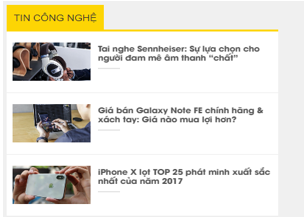 TIN CÔNG NGHỆ
Tai nghe Sennheiser: Sự lựa chọn cho
người đam mê âm thanh "chất"
Giá bán Galaxy Note FE chính hãng &
xách tay: Giá nào mua lợi hơn?
iPhone X lọt TOP 25 phát minh xuất sắc
nhất của năm 2017